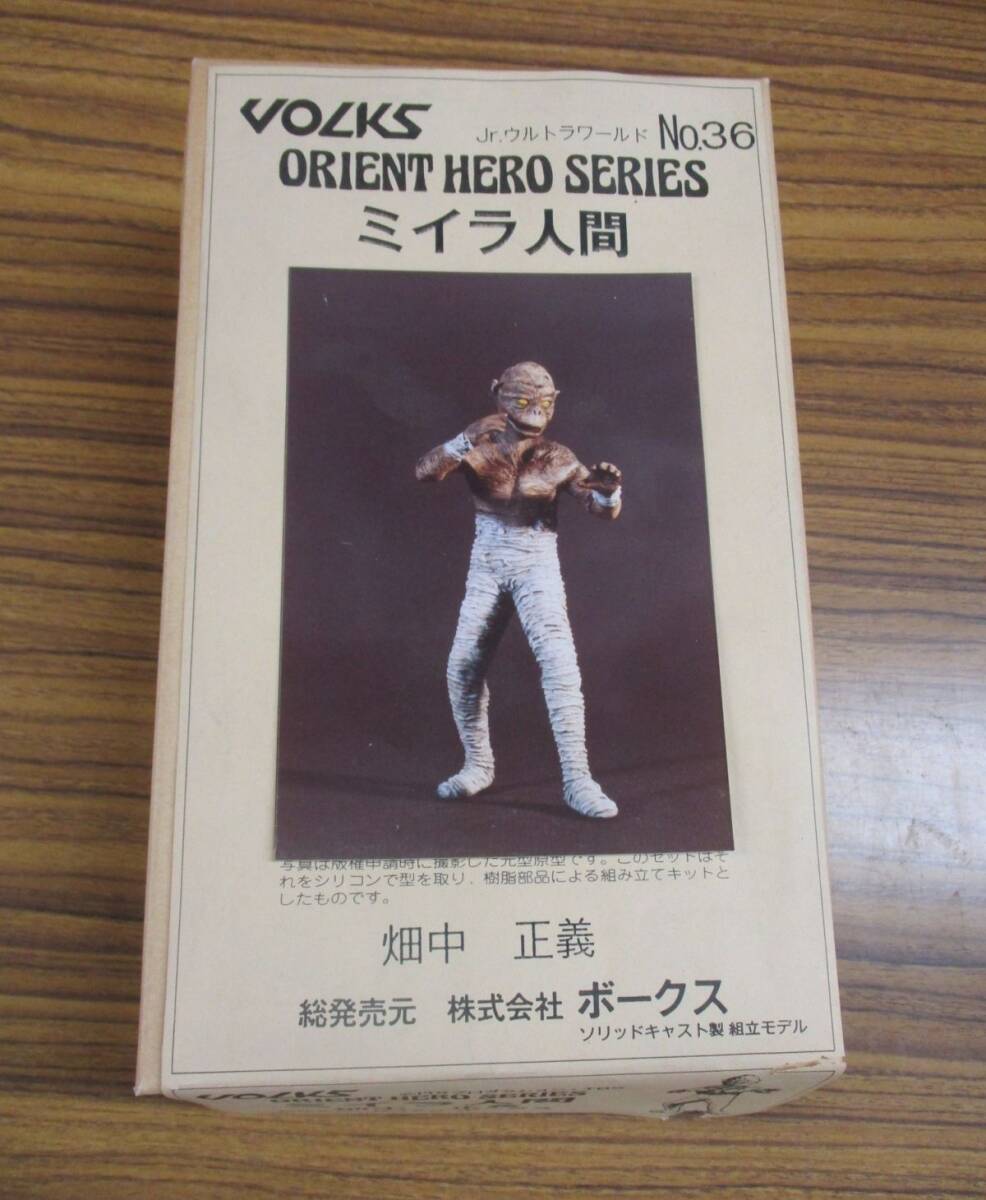 VOLKS
Jr.ウルトラワールド No.36
ORIENT HERO SERIES
ミイラ人間
写真は版権申請時に撮影した元型原型です。このセットはそ
れをシリコンで型を取り、樹脂部品による組み立てキットと
したものです。
畑中 正義
総発売元 株式会社 ボークス
ソリッドキャスト製 組立モデル
VOLKS
ORIENT HERO SERIES